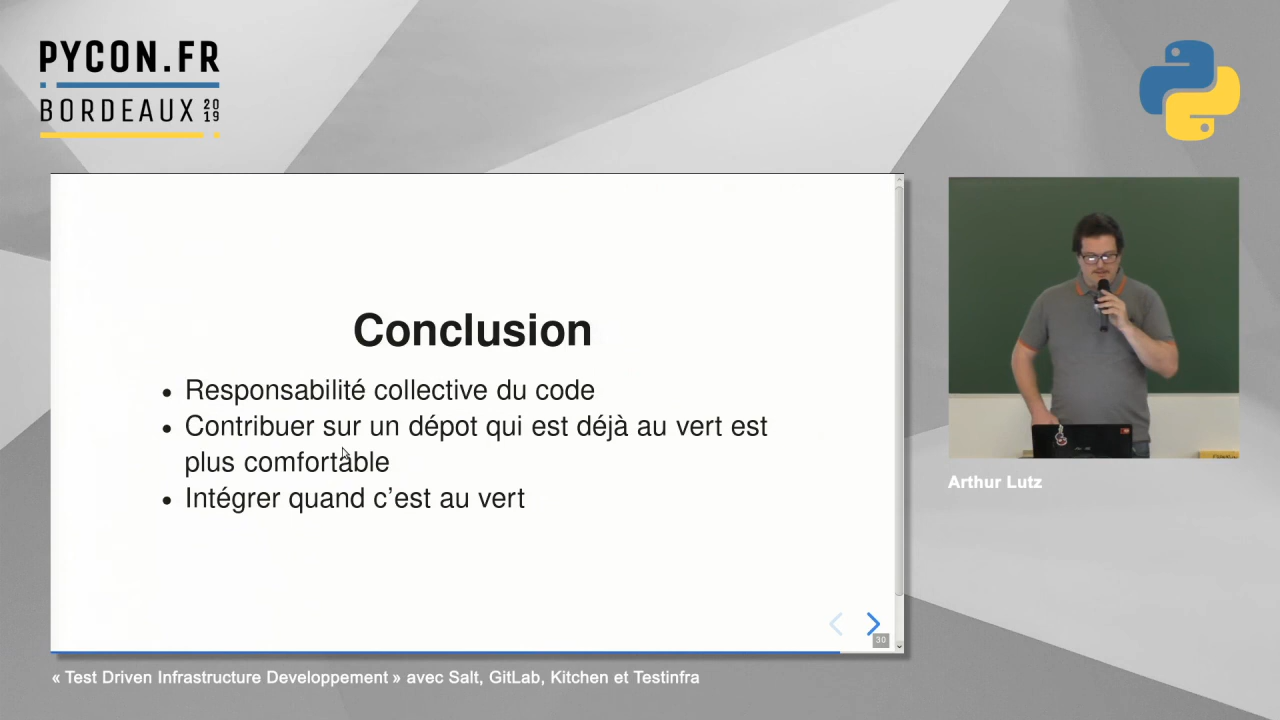 PYCON.FR
BORDEAUX 2019
Conclusion
• Responsabilité collective du code
• Contribuer sur un dépot qui est déjà au vert est
plus comfortable
• Intégrer quand c’est au vert
30
Arthur Lutz
« Test Driven Infrastructure Developpement » avec Salt, GitLab, Kitchen et Testinfra